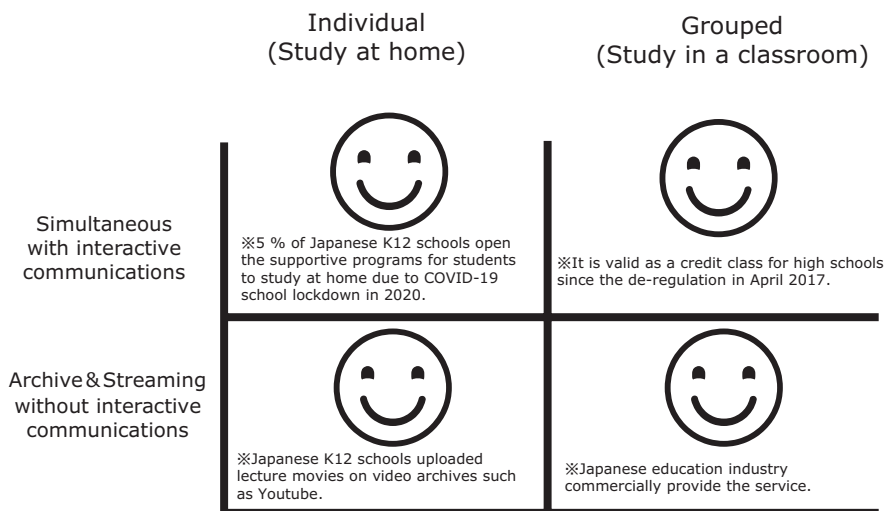 Individual
(Study at home)
Grouped
(Study in a classroom)
Simultaneous
with interactive
communications
※5 % of Japanese K12 schools open
the supportive programs for students
to study at home due to COVID-19
school lockdown in 2020.
※It is valid as a credit class for high schools
since the de-regulation in April 2017.
Archive&Streaming
without interactive
communications
※Japanese K12 schools uploaded
lecture movies on video archives such
as Youtube.
※Japanese education industry
commercially provide the service.